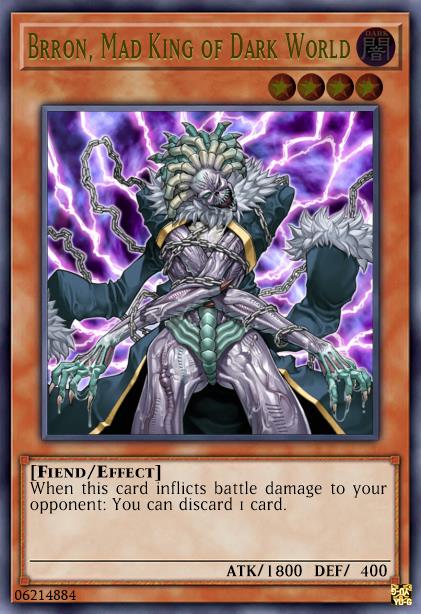 Brron, Mad King of Dark World
DARK
闇
[Fiend/Effect]
When this card inflicts battle damage to your
opponent: You can discard 1 card.
ATK/1800 DEF/ 400
06214884